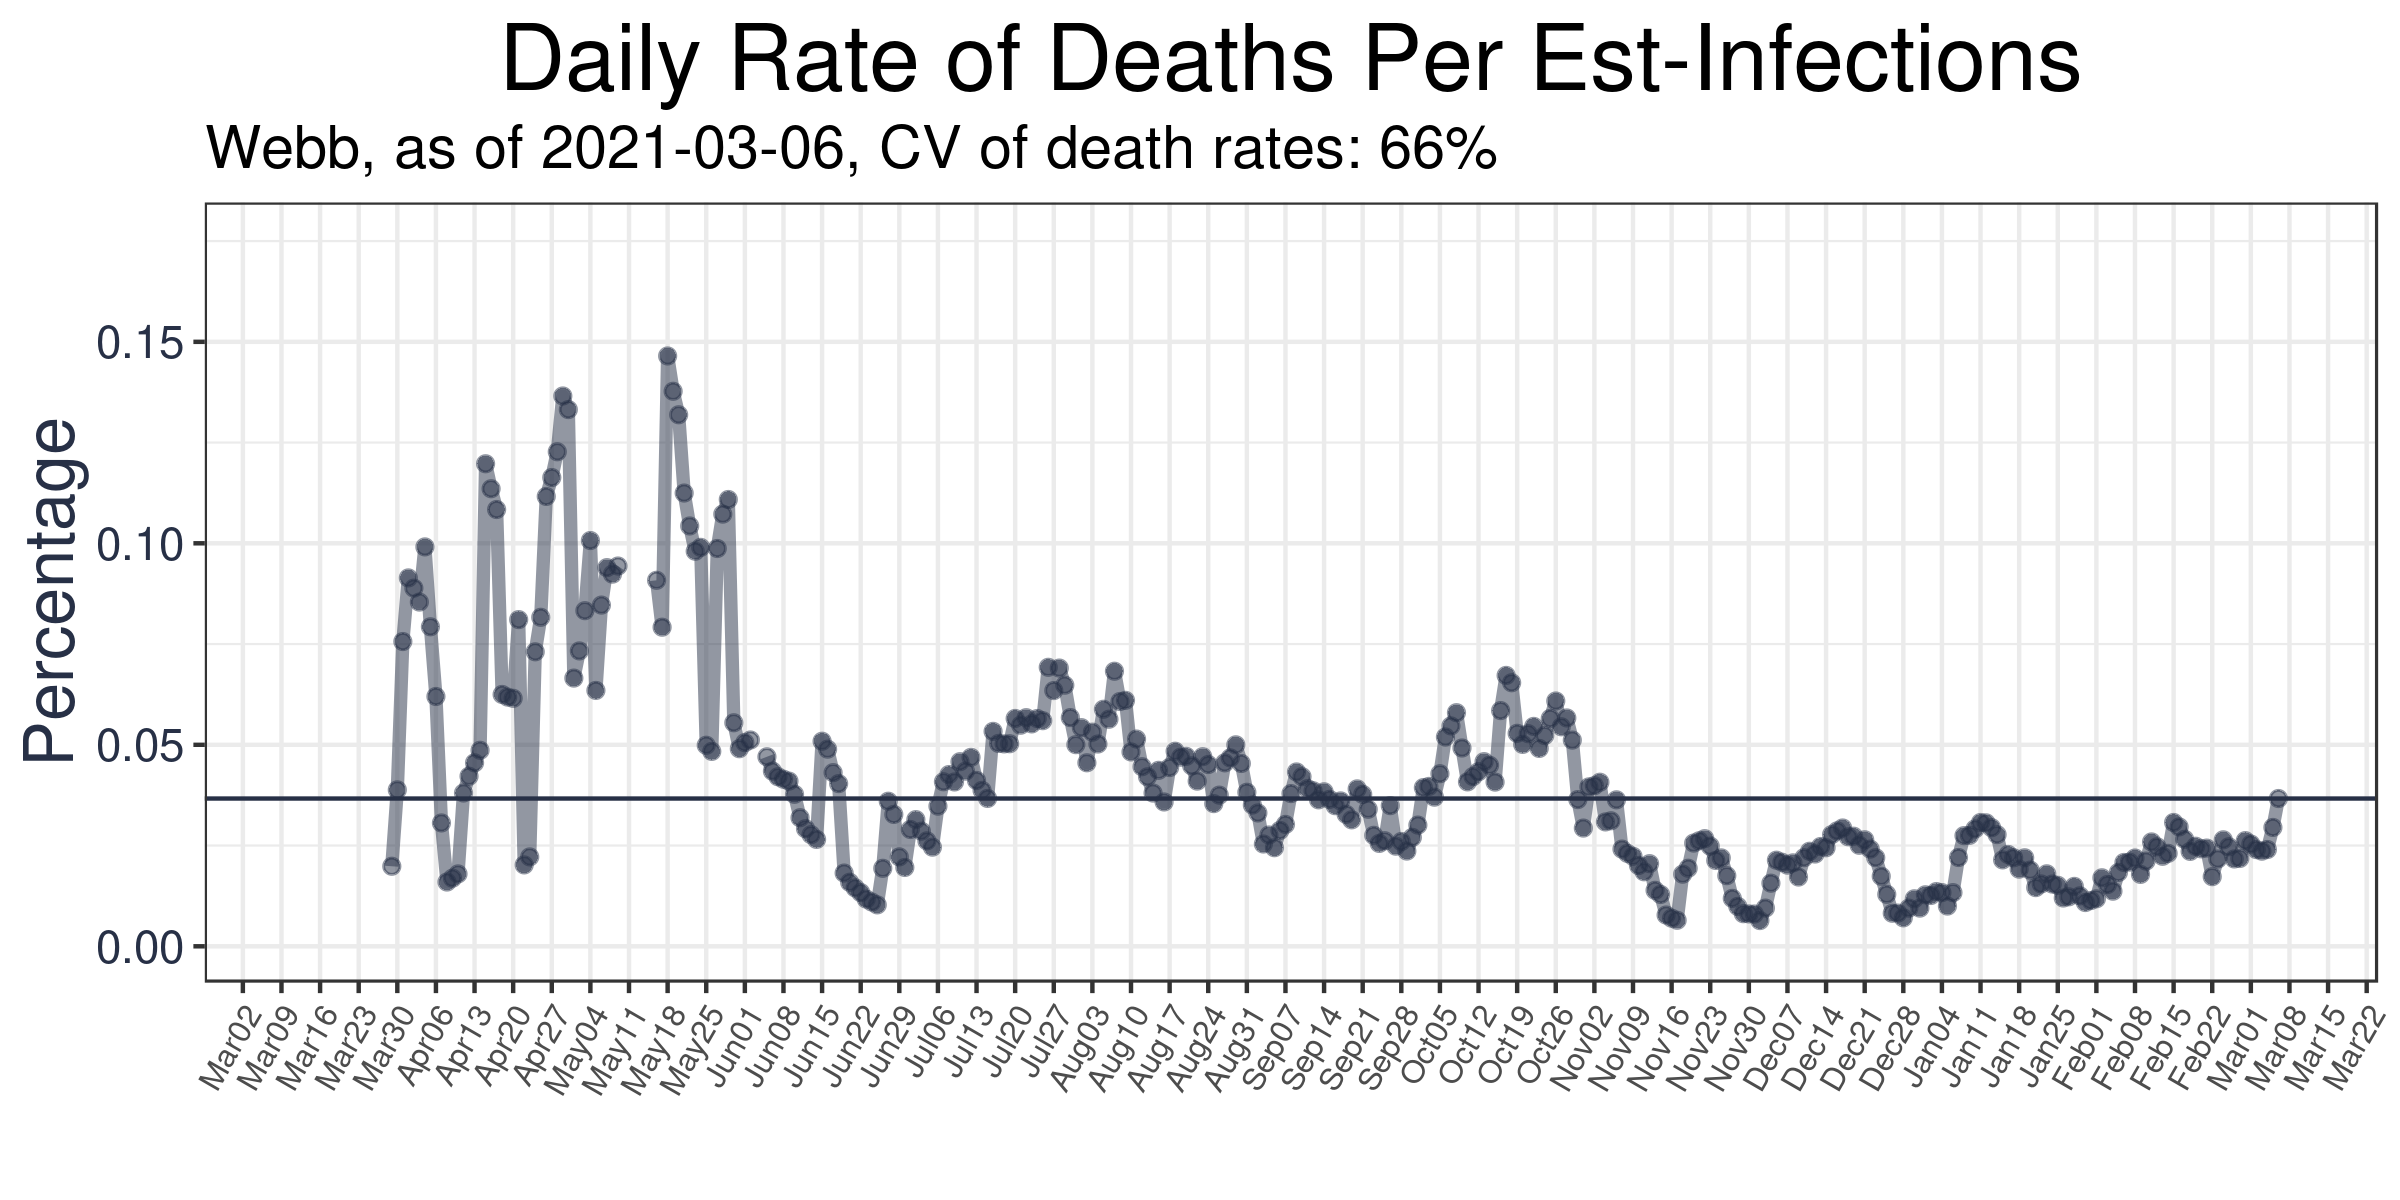 Daily Rate of Deaths Per Est-Infections
Webb, as of 2021-03-06, CV of death rates: 66%
Percentage
0.15
0.10
0.05
0.00
Mar02
Mar09
Mar16
Mar23
Mar30
Apr06
Apr13
Apr20
Apr27
May04
May11
May18
May25
Jun01
Jun08
Jun15
Jun22
Jun29
Jul06
Jul13
Jul20
Jul27
Aug03
Aug10
Aug17
Aug24
Aug31
Sep07
Sep14
Sep21
Sep28
Oct05
Oct12
Oct19
Oct26
Nov02
Nov09
Nov16
Nov23
Nov30
Dec07
Dec14
Dec21
Dec28
Jan04
Jan11
Jan18
Jan25
Feb01
Feb08
Feb15
Feb22
Mar01
Mar08
Mar15
Mar22